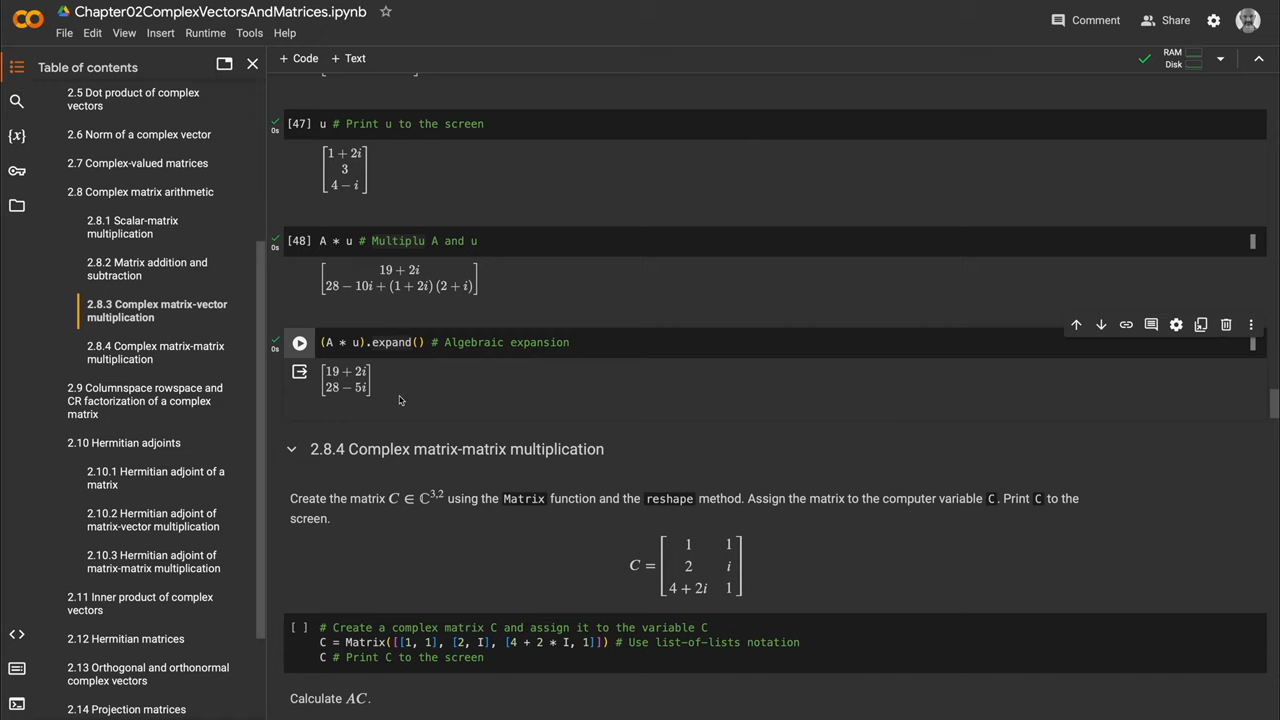 Chapter02ComplexVectorsAndMatrices.ipynb
File Edit View Insert Runtime Tools Help
Comment Share
Table of contents
+ Code + Text
RAM
Disk
2.5 Dot product of complex
vectors
2.6 Norm of a complex vector
2.7 Complex-valued matrices
2.8 Complex matrix arithmetic
2.8.1 Scalar-matrix
multiplication
2.8.2 Matrix addition and
subtraction
2.8.3 Complex matrix-vector
multiplication
2.8.4 Complex matrix-matrix
multiplication
2.9 Columnspace rowspace and
CR factorization of a complex
matrix
2.10 Hermitian adjoints
2.10.1 Hermitian adjoint of a
matrix
2.10.2 Hermitian adjoint of
matrix-vector multiplication
2.10.3 Hermitian adjoint of
matrix-matrix multiplication
2.11 Inner product of complex
vectors
2.12 Hermitian matrices
2.13 Orthogonal and orthonormal
complex vectors
2.14 Projection matrices
0s [47] u # Print u to the screen
1 + 2i
3
4 − i
0s [48] A * u # Multiplu A and u
19 + 2i
28 − 10i + (1 + 2i) (2 + i)
0s (A * u).expand() # Algebraic expansion
19 + 2i
28 − 5i
2.8.4 Complex matrix-matrix multiplication
Create the matrix C ∈ ℂ³,² using the Matrix function and the reshape method. Assign the matrix to the computer variable C. Print C to the
screen.
1 1
C = 2 i
4 + 2i 1
[ ] # Create a complex matrix C and assign it to the variable C
C = Matrix([[1, 1], [2, I], [4 + 2 * I, 1]]) # Use list-of-lists notation
C # Print C to the screen
Calculate AC.